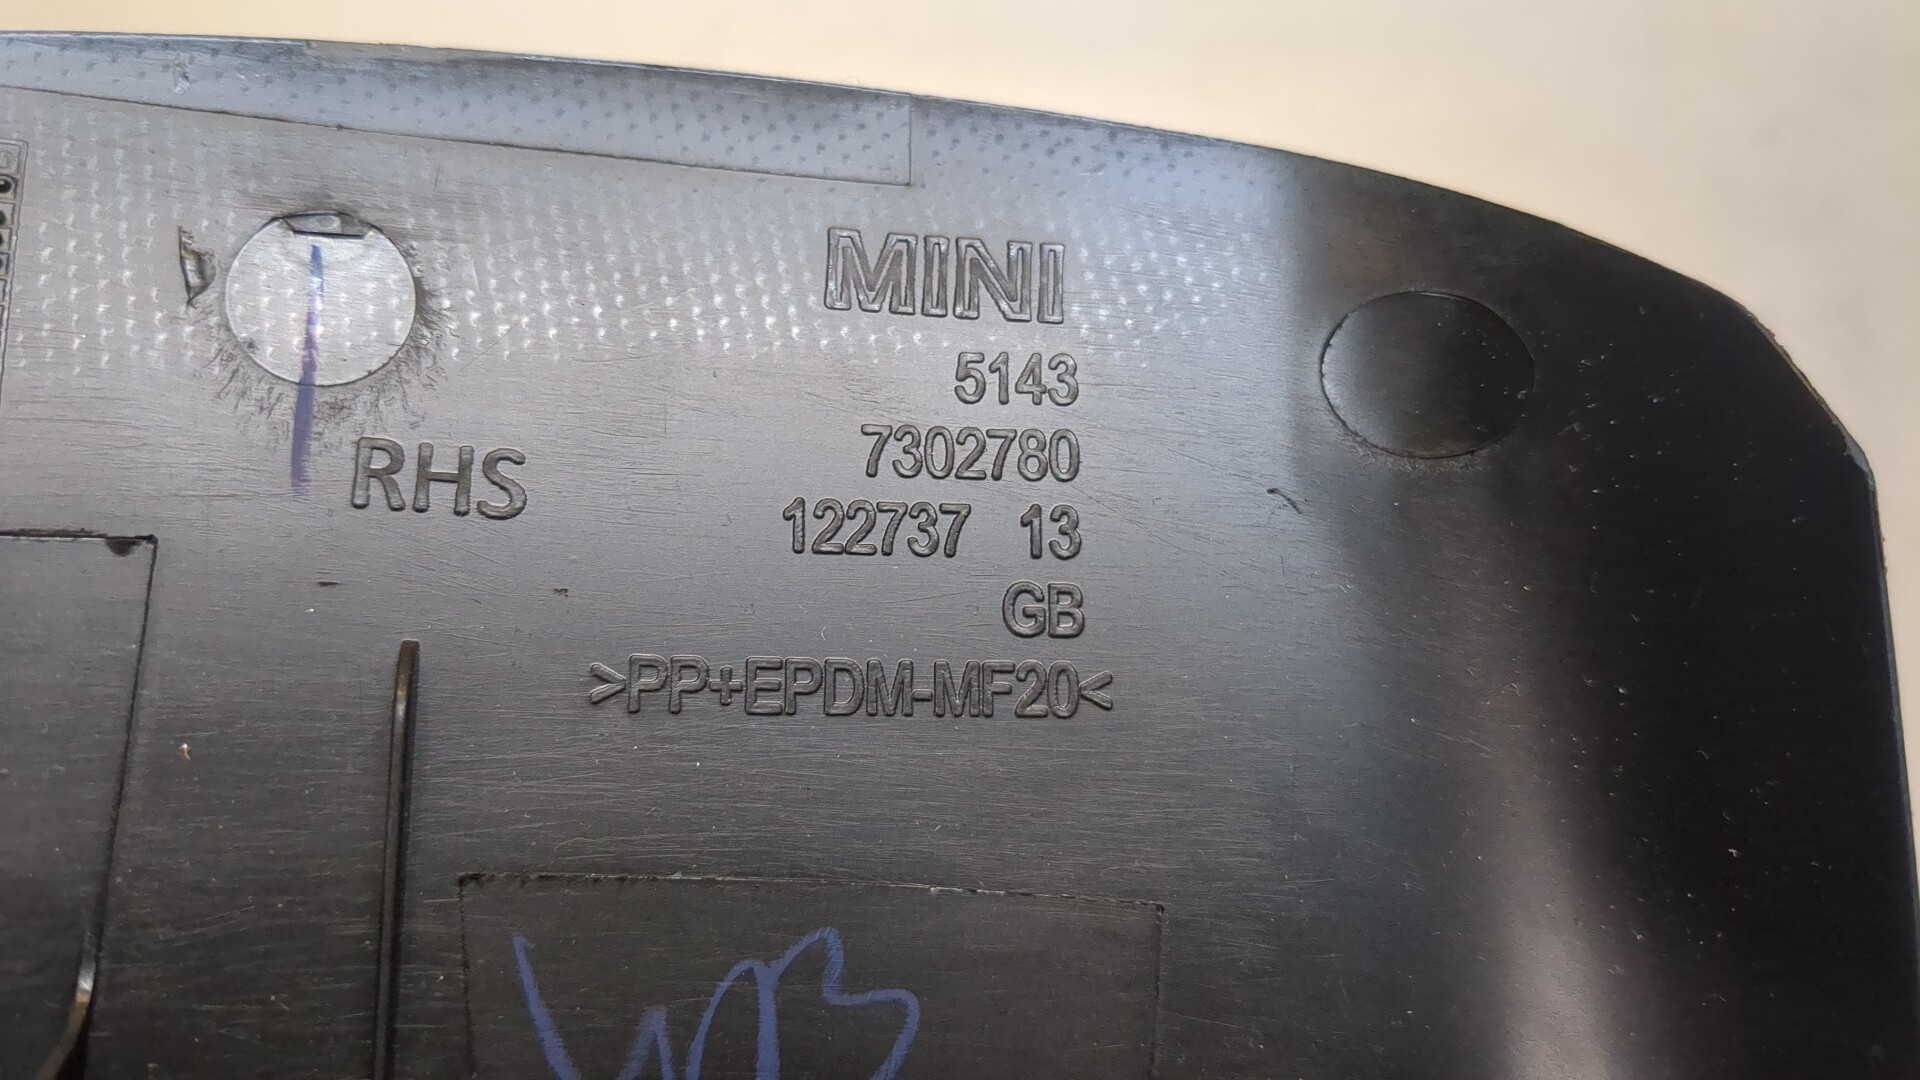 MINI
5143
7302780
RHS
122737 13
GB
>PP+EPDM-MF20<